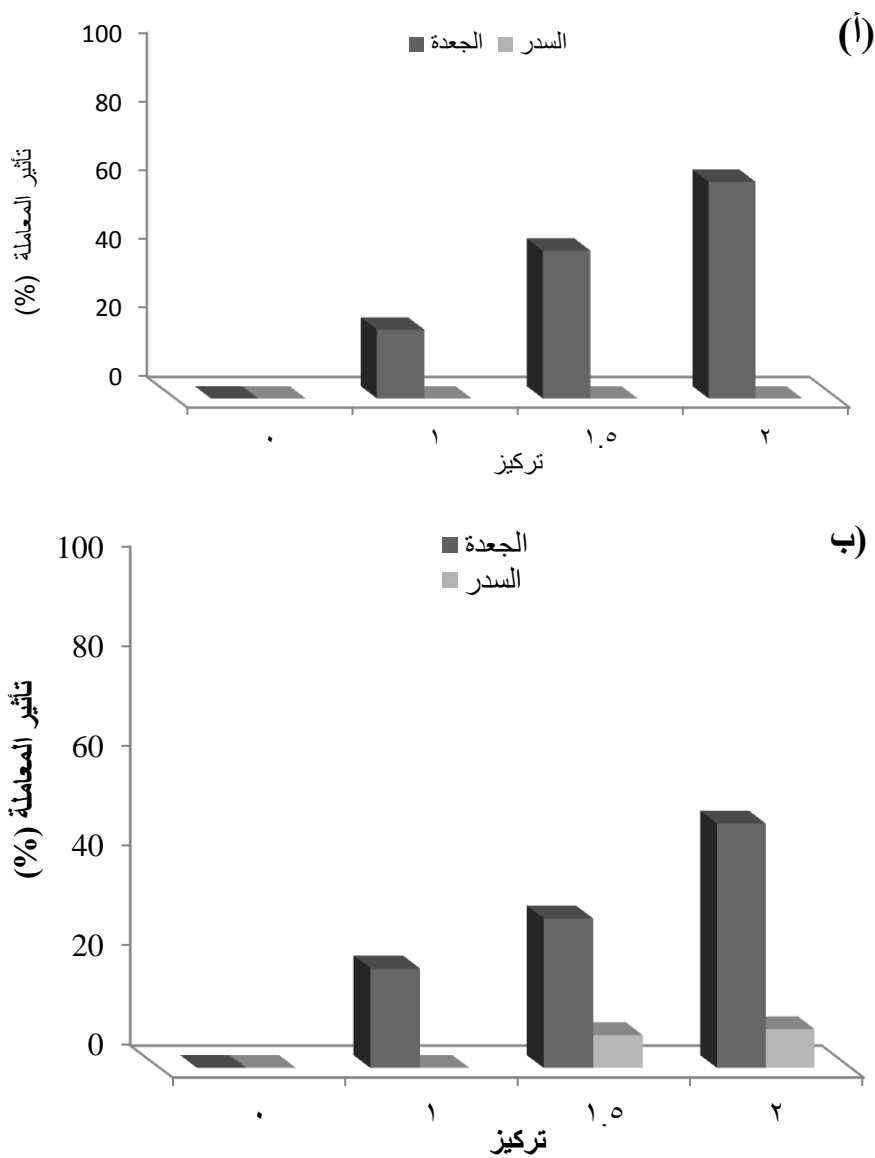 (أ)
الجعدة السدر
100
80
60
40
20
0
تأثير المعاملة (%)
٠ ١ ١.٥ ٢
تركيز
(ب
الجعدة
السدر
100
80
60
40
20
0
تأثير المعاملة (%)
٠ ١ ١.٥ ٢
تركيز